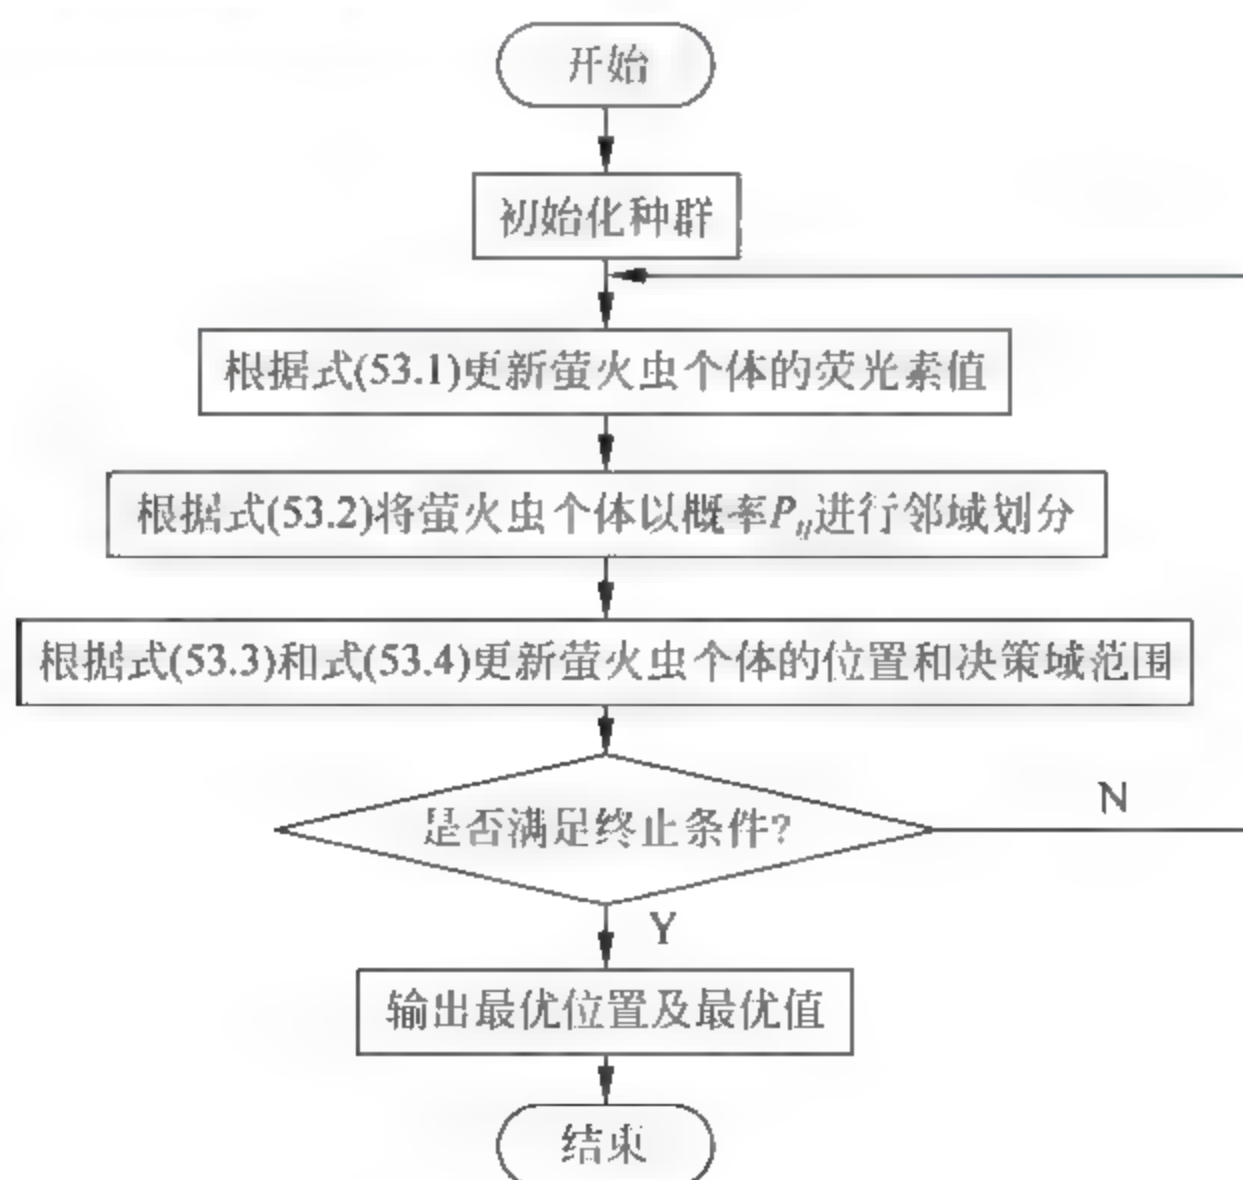 开始
初始化种群
根据式(53.1)更新萤火虫个体的荧光素值
根据式(53.2)将萤火虫个体以概率P_{ij}进行邻域划分
根据式(53.3)和式(53.4)更新萤火虫个体的位置和决策域范围
是否满足终止条件?
N
Y
输出最优位置及最优值
结束